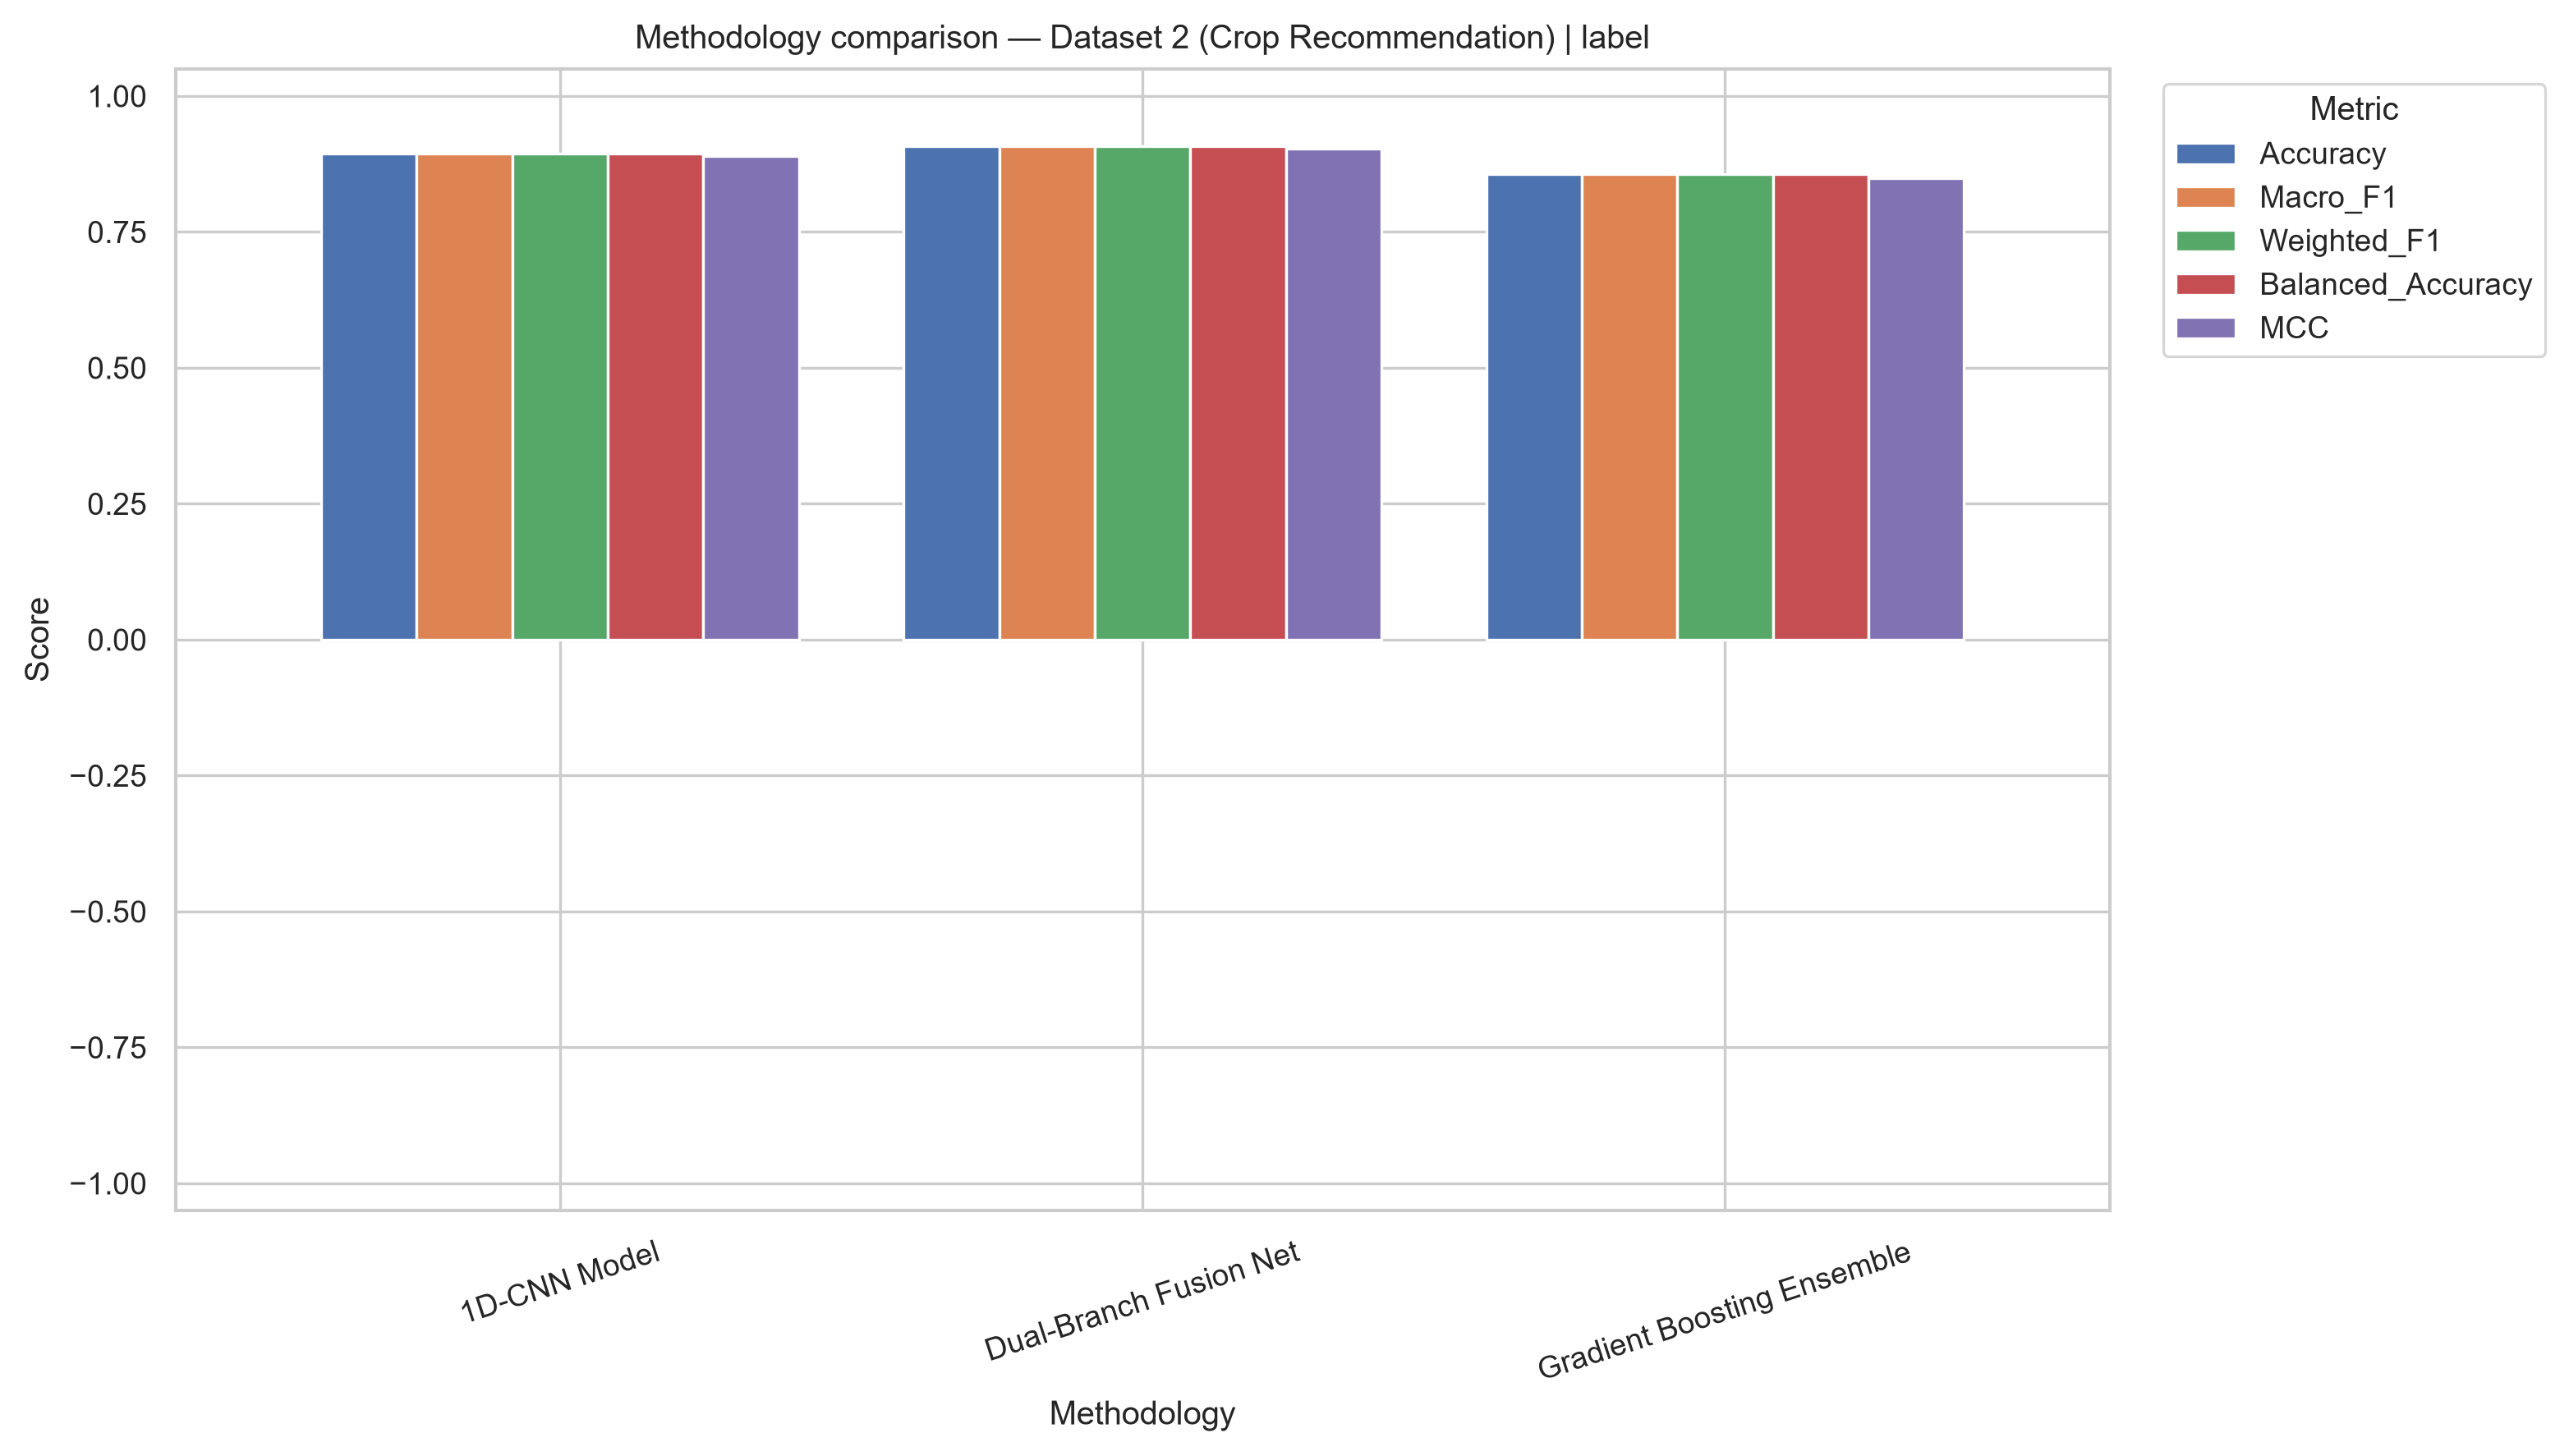 Methodology comparison — Dataset 2 (Crop Recommendation) | label
Score
1.00
0.75
0.50
0.25
0.00
−0.25
−0.50
−0.75
−1.00
1D-CNN Model
Dual-Branch Fusion Net
Gradient Boosting Ensemble
Methodology
Metric
Accuracy
Macro_F1
Weighted_F1
Balanced_Accuracy
MCC